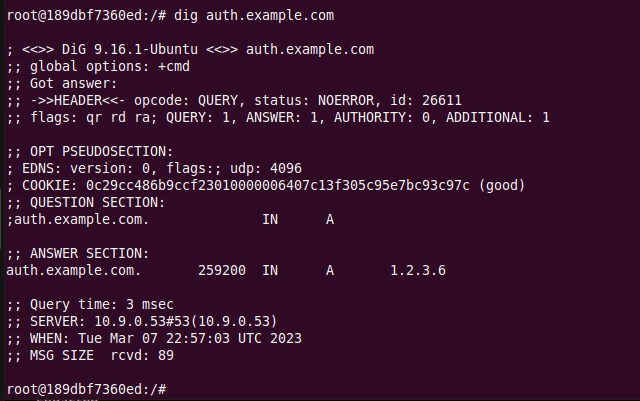 root@189dbf7360ed:/# dig auth.example.com
; <<>> DiG 9.16.1-Ubuntu <<>> auth.example.com
;; global options: +cmd
;; Got answer:
;; ->>HEADER<<- opcode: QUERY, status: NOERROR, id: 26611
;; flags: qr rd ra; QUERY: 1, ANSWER: 1, AUTHORITY: 0, ADDITIONAL: 1
;; OPT PSEUDOSECTION:
; EDNS: version: 0, flags:; udp: 4096
; COOKIE: 0c29cc486b9ccf23010000006407c13f305c95e7bc93c97c (good)
;; QUESTION SECTION:
;auth.example.com. IN A
;; ANSWER SECTION:
auth.example.com. 259200 IN A 1.2.3.6
;; Query time: 3 msec
;; SERVER: 10.9.0.53#53(10.9.0.53)
;; WHEN: Tue Mar 07 22:57:03 UTC 2023
;; MSG SIZE rcvd: 89
root@189dbf7360ed:/#